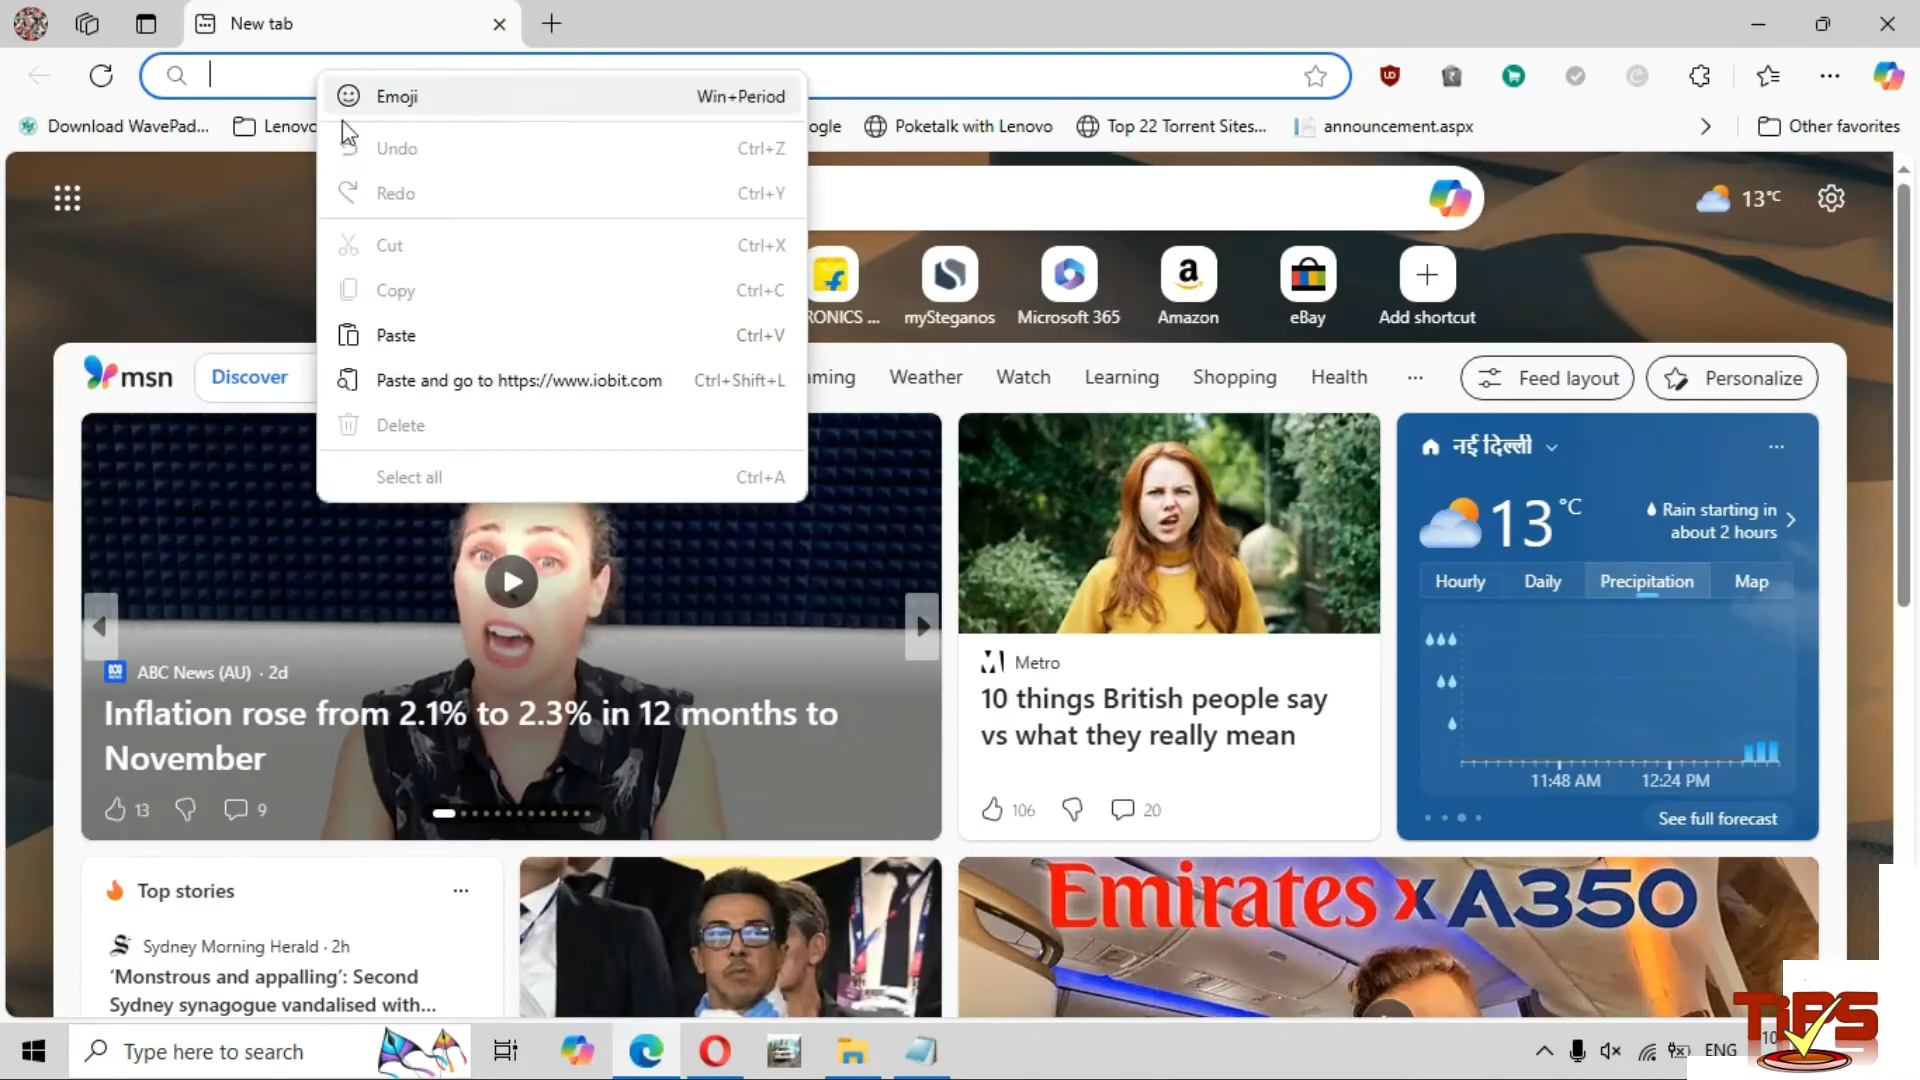 New tab
Emoji Win+Period
Undo Ctrl+Z
Redo Ctrl+Y
Cut Ctrl+X
Copy Ctrl+C
Paste Ctrl+V
Paste and go to https://www.iobit.com Ctrl+Shift+L
Delete
Select all Ctrl+A
Download WavePad...
Lenovo
ogle
Poketalk with Lenovo
Top 22 Torrent Sites...
announcement.aspx
Other favorites
13°C
RONICS ...
mySteganos
Microsoft 365
Amazon
eBay
Add shortcut
msn
Discover
ming
Weather
Watch
Learning
Shopping
Health
Feed layout
Personalize
ABC News (AU) · 2d
Inflation rose from 2.1% to 2.3% in 12 months to
November
13
9
Metro
10 things British people say
vs what they really mean
106
20
नई दिल्ली
13 °C
Rain starting in
about 2 hours
Hourly
Daily
Precipitation
Map
11:48 AM
12:24 PM
See full forecast
Top stories
Sydney Morning Herald · 2h
‘Monstrous and appalling’: Second
Sydney synagogue vandalised with...
Emirates x A350
Type here to search
ENG
10
TiPS